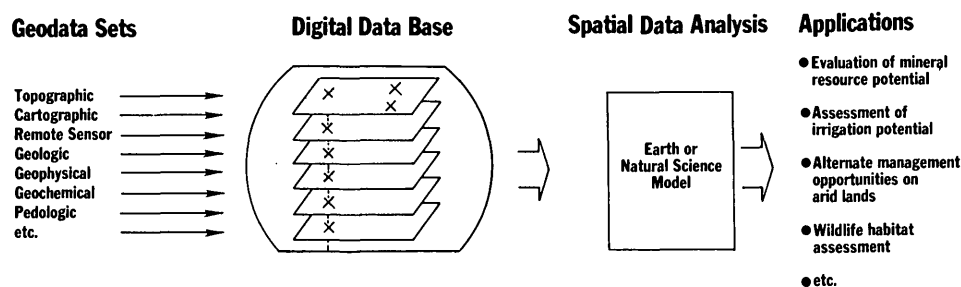 Geodata Sets
Topographic
Cartographic
Remote Sensor
Geologic
Geophysical
Geochemical
Pedologic
etc.
Digital Data Base
Spatial Data Analysis
Earth or
Natural Science
Model
Applications
● Evaluation of mineral
resource potential
● Assessment of
irrigation potential
● Alternate management
opportunities on
arid lands
● Wildlife habitat
assessment
● etc.